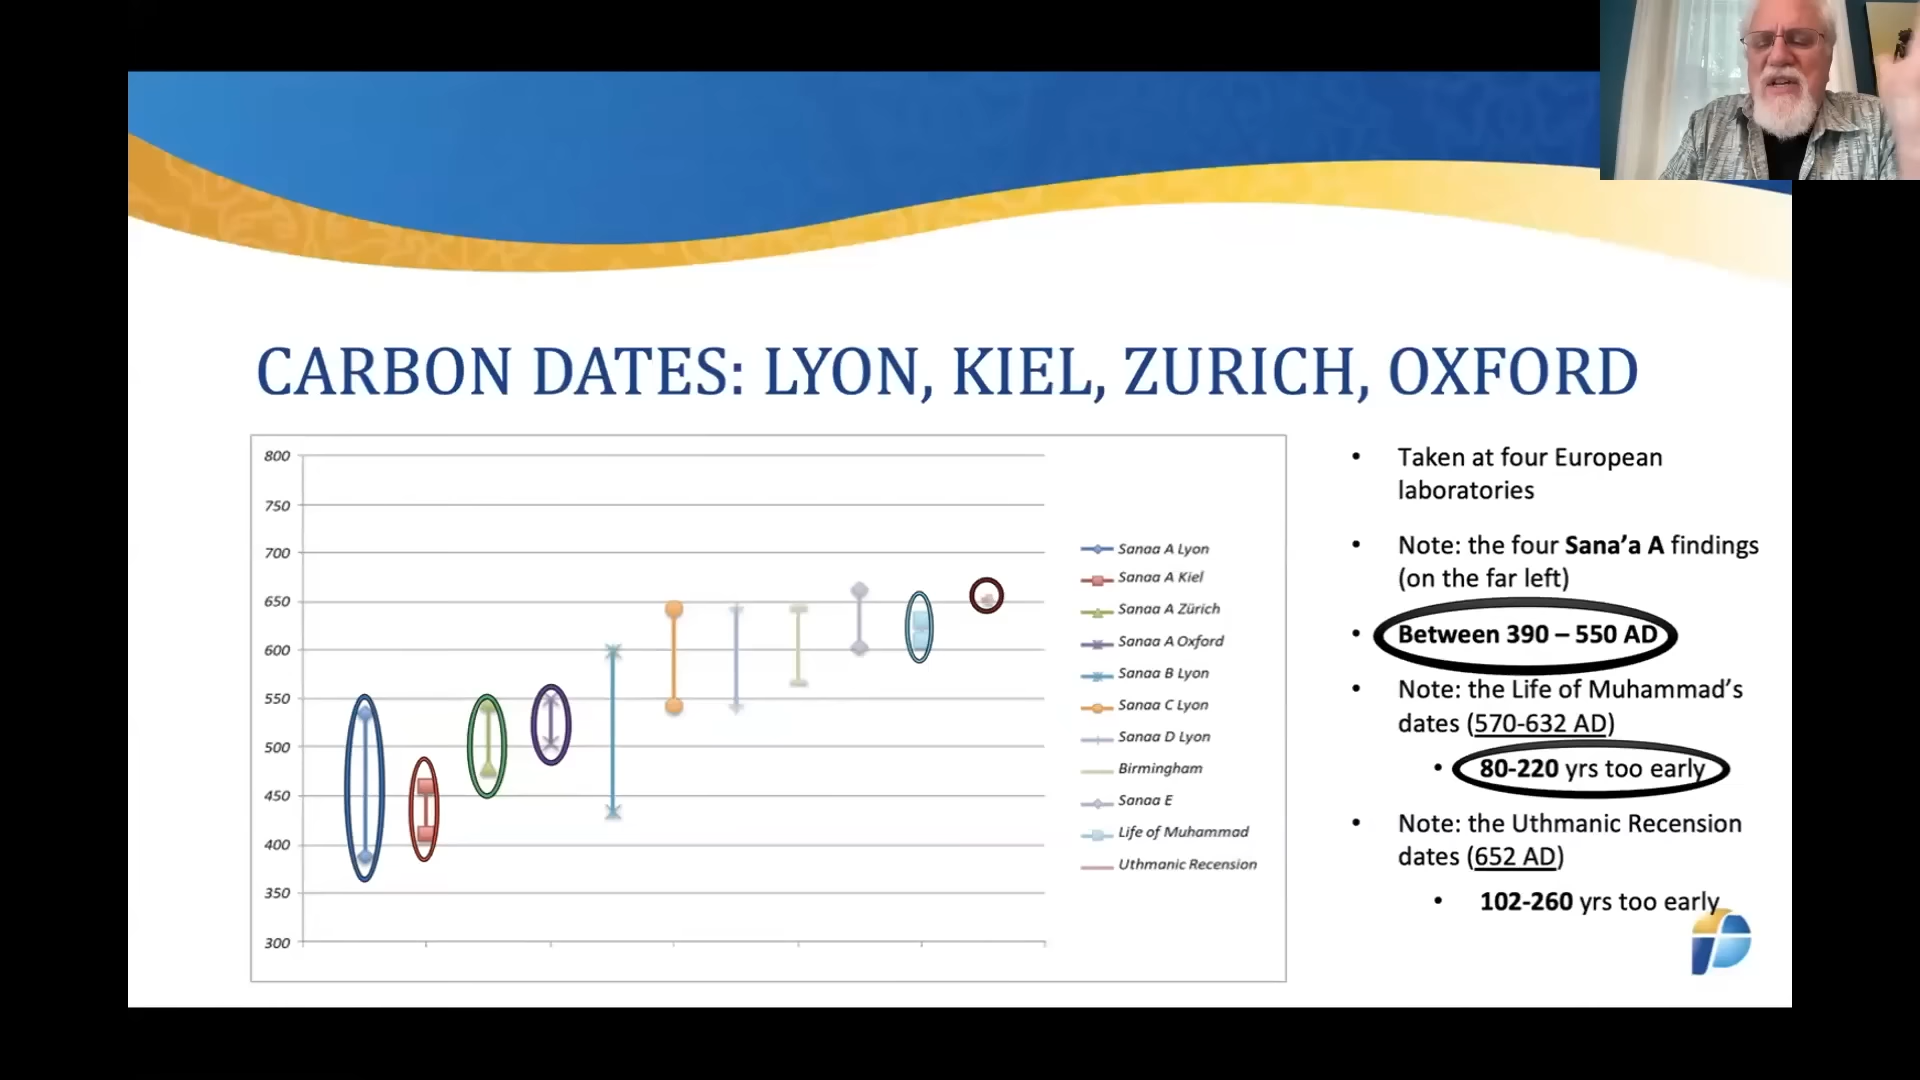 CARBON DATES: LYON, KIEL, ZURICH, OXFORD
800
750
700
650
600
550
500
450
400
350
300
Sanaa A Lyon
Sanaa A Kiel
Sanaa A Zürich
Sanaa A Oxford
Sanaa B Lyon
Sanaa C Lyon
Sanaa D Lyon
Birmingham
Sanaa E
Life of Muhammad
Uthmanic Recension
• Taken at four European
laboratories
• Note: the four Sana’a A findings
(on the far left)
• Between 390 – 550 AD
• Note: the Life of Muhammad’s
dates (570-632 AD)
• 80-220 yrs too early
• Note: the Uthmanic Recension
dates (652 AD)
• 102-260 yrs too early